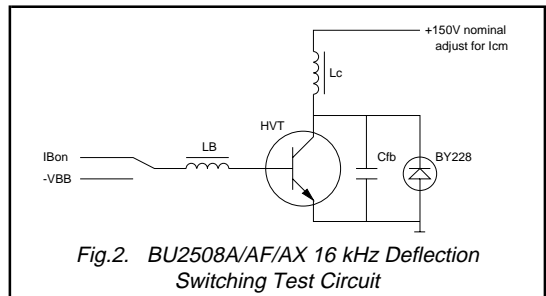 +150V nominal
adjust for Icm
Lc
HVT
LB
IBon
-VBB
Cfb
BY228
Fig.2. BU2508A/AF/AX 16 kHz Deflection
Switching Test Circuit